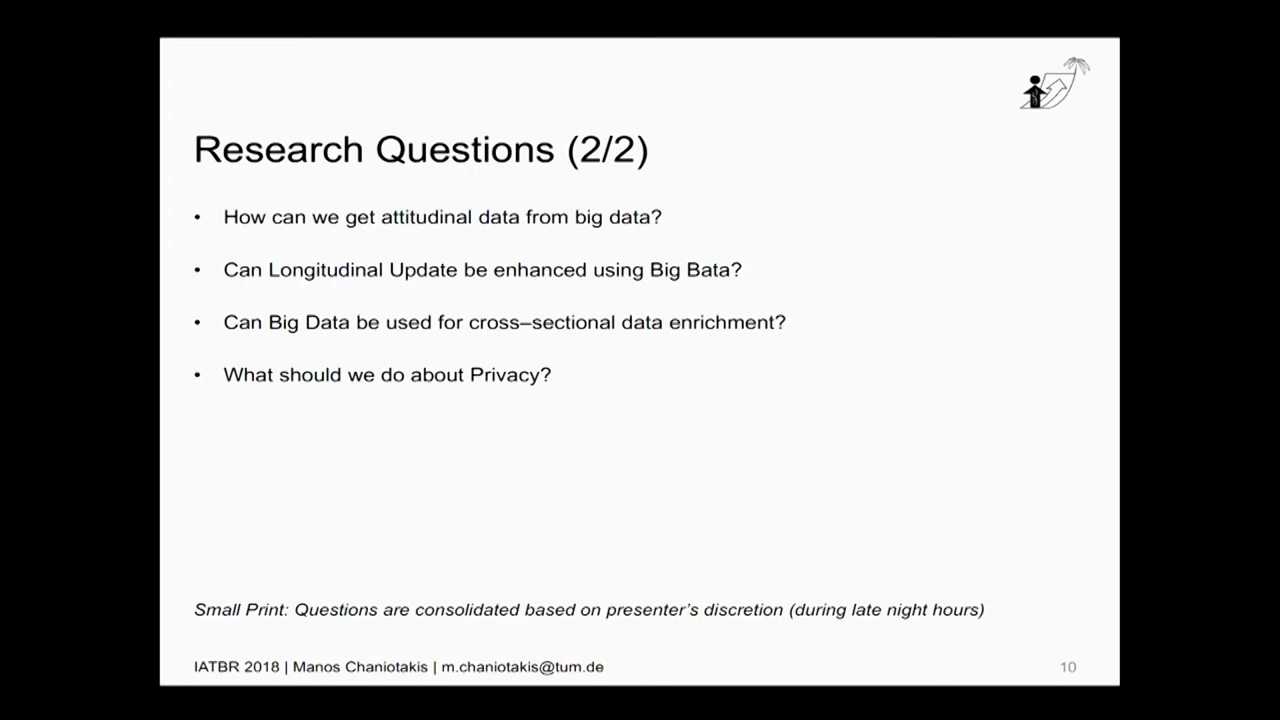 Research Questions (2/2)
• How can we get attitudinal data from big data?
• Can Longitudinal Update be enhanced using Big Bata?
• Can Big Data be used for cross–sectional data enrichment?
• What should we do about Privacy?
Small Print: Questions are consolidated based on presenter’s discretion (during late night hours)
IATBR 2018 | Manos Chaniotakis | m.chaniotakis@tum.de
10